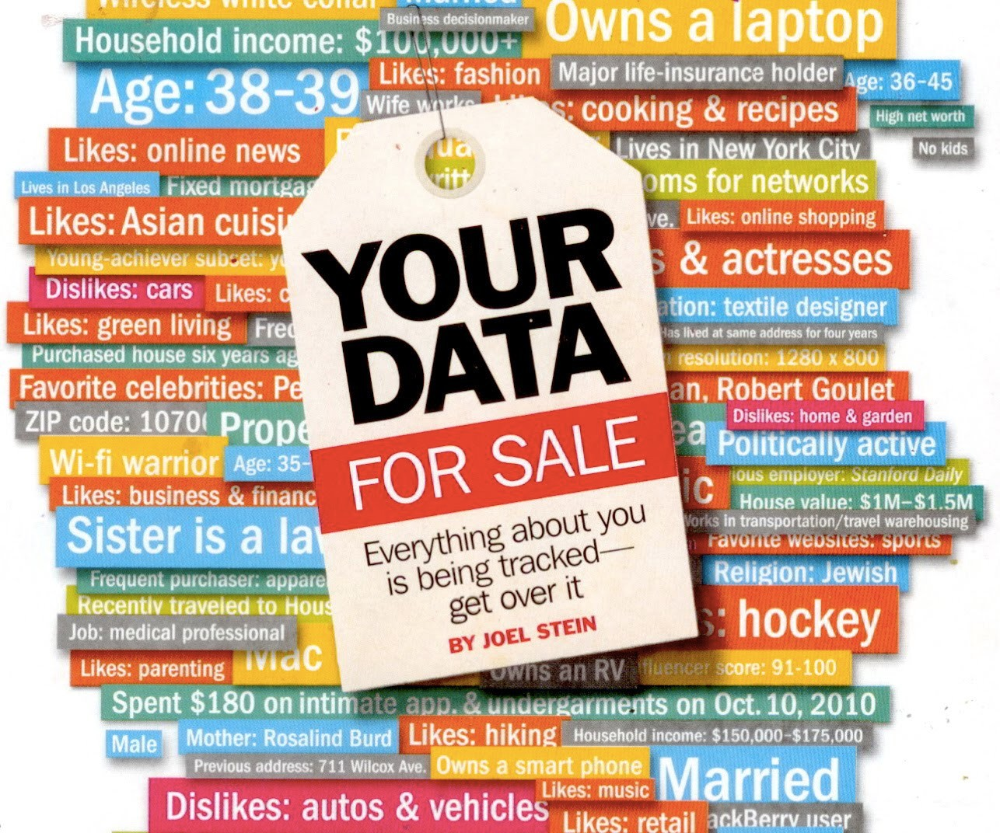 Wireless white collar
Married
Business decisionmaker
Owns a laptop
Household income: $100,000+
Age: 38-39
Likes: fashion
Major life-insurance holder
Age: 36-45
Wife works
Likes: cooking & recipes
High net worth
Likes: online news
Lives in New York City
No kids
Lives in Los Angeles
Fixed mortgag
oms for networks
Likes: Asian cuisi
ve.
Likes: online shopping
Young-achiever subset: yo
s & actresses
Dislikes: cars
Likes: c
ation: textile designer
Likes: green living
Freq
Has lived at same address for four years
Purchased house six years ag
resolution: 1280 x 800
Favorite celebrities: Pe
an, Robert Goulet
ZIP code: 1070
Prope
ea
Dislikes: home & garden
Politically active
Wi-fi warrior
Age: 35-
ic
ious employer: Stanford Daily
Likes: business & financ
House value: $1M–$1.5M
Works in transportation/travel warehousing
Sister is a la
Favorite websites: sports
Frequent purchaser: appare
Religion: Jewish
Recently traveled to Hous
s: hockey
Job: medical professional
Mac
YOUR
DATA
FOR SALE
Everything about you
is being tracked—
get over it
BY JOEL STEIN
Likes: parenting
Owns an RV
fluencer score: 91-100
Spent $180 on intimate app. & undergarments on Oct. 10, 2010
Male
Mother: Rosalind Burd
Likes: hiking
Household income: $150,000–$175,000
Previous address: 711 Wilcox Ave.
Owns a smart phone
Married
Dislikes: autos & vehicles
Likes: music
Likes: retail
ackBerry user